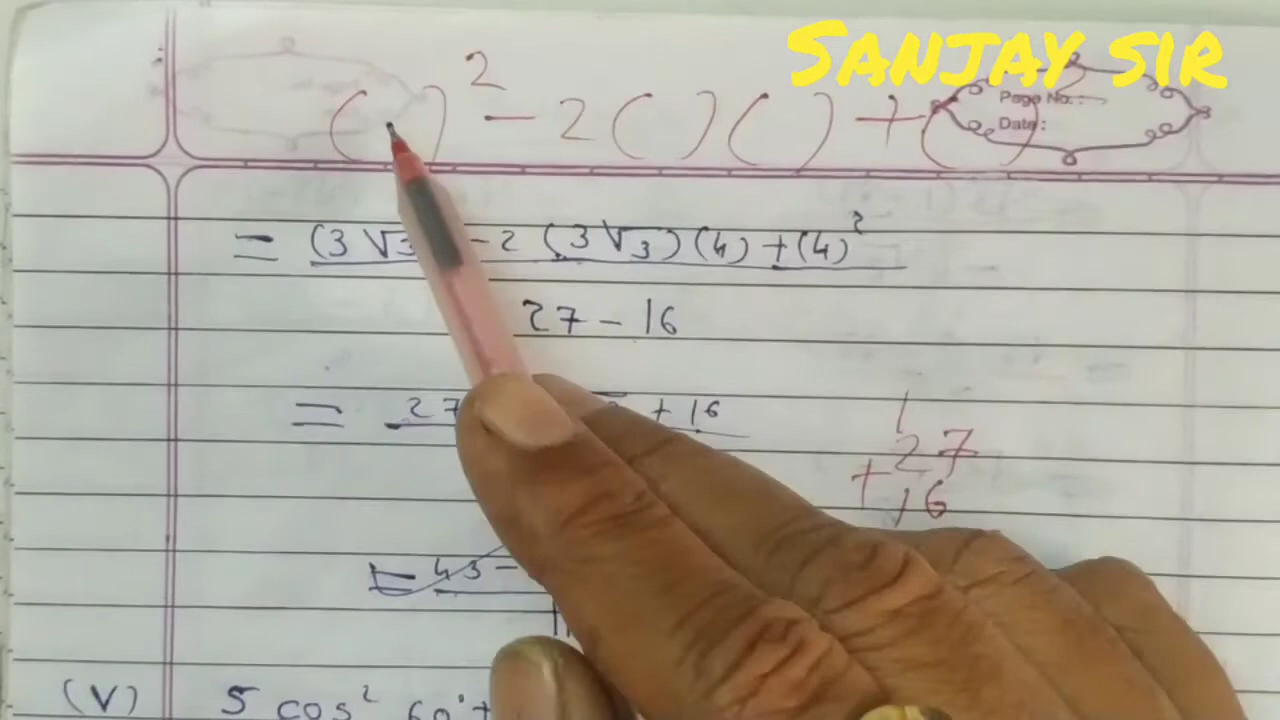 SANJAY SIR
( )² - 2 ( ) ( ) + ( )²
Page No.:
Date:
= (3√3 - 2 (3√3) (4) + (4)²
27 - 16
= 27 + 16
1
27
+ 16
= 43 -
(V) 5 cos² 60° +